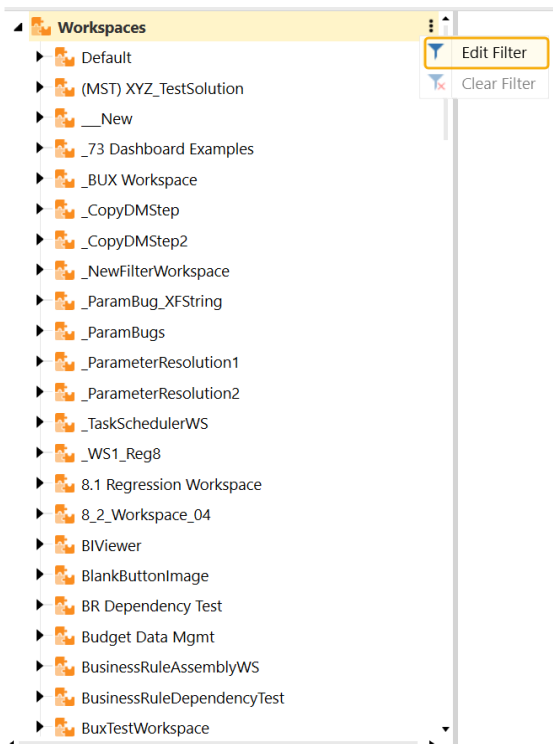 Workspaces
Edit Filter
Default
Clear Filter
(MST) XYZ_TestSolution
___New
_73 Dashboard Examples
_BUX Workspace
_CopyDMStep
_CopyDMStep2
_NewFilterWorkspace
_ParamBug_XFString
_ParamBugs
_ParameterResolution1
_ParameterResolution2
_TaskSchedulerWS
_WS1_Reg8
8.1 Regression Workspace
8_2_Workspace_04
BIViewer
BlankButtonImage
BR Dependency Test
Budget Data Mgmt
BusinessRuleAssemblyWS
BusinessRuleDependencyTest
BuxTestWorkspace